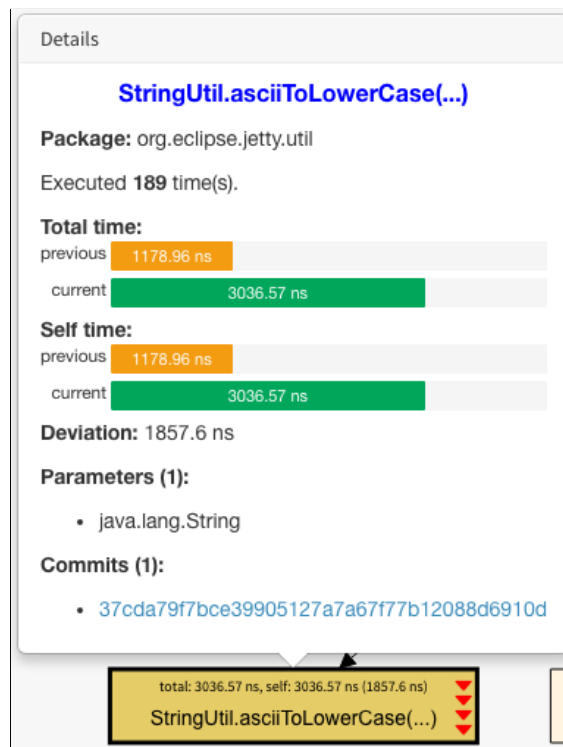 Details
StringUtil.asciiToLowerCase(...)
Package: org.eclipse.jetty.util
Executed 189 time(s).
Total time:
previous 1178.96 ns
current 3036.57 ns
Self time:
previous 1178.96 ns
current 3036.57 ns
Deviation: 1857.6 ns
Parameters (1):
• java.lang.String
Commits (1):
• 37cda79f7bce39905127a7a67f77b12088d6910d
total: 3036.57 ns, self: 3036.57 ns (1857.6 ns)
StringUtil.asciiToLowerCase(...)